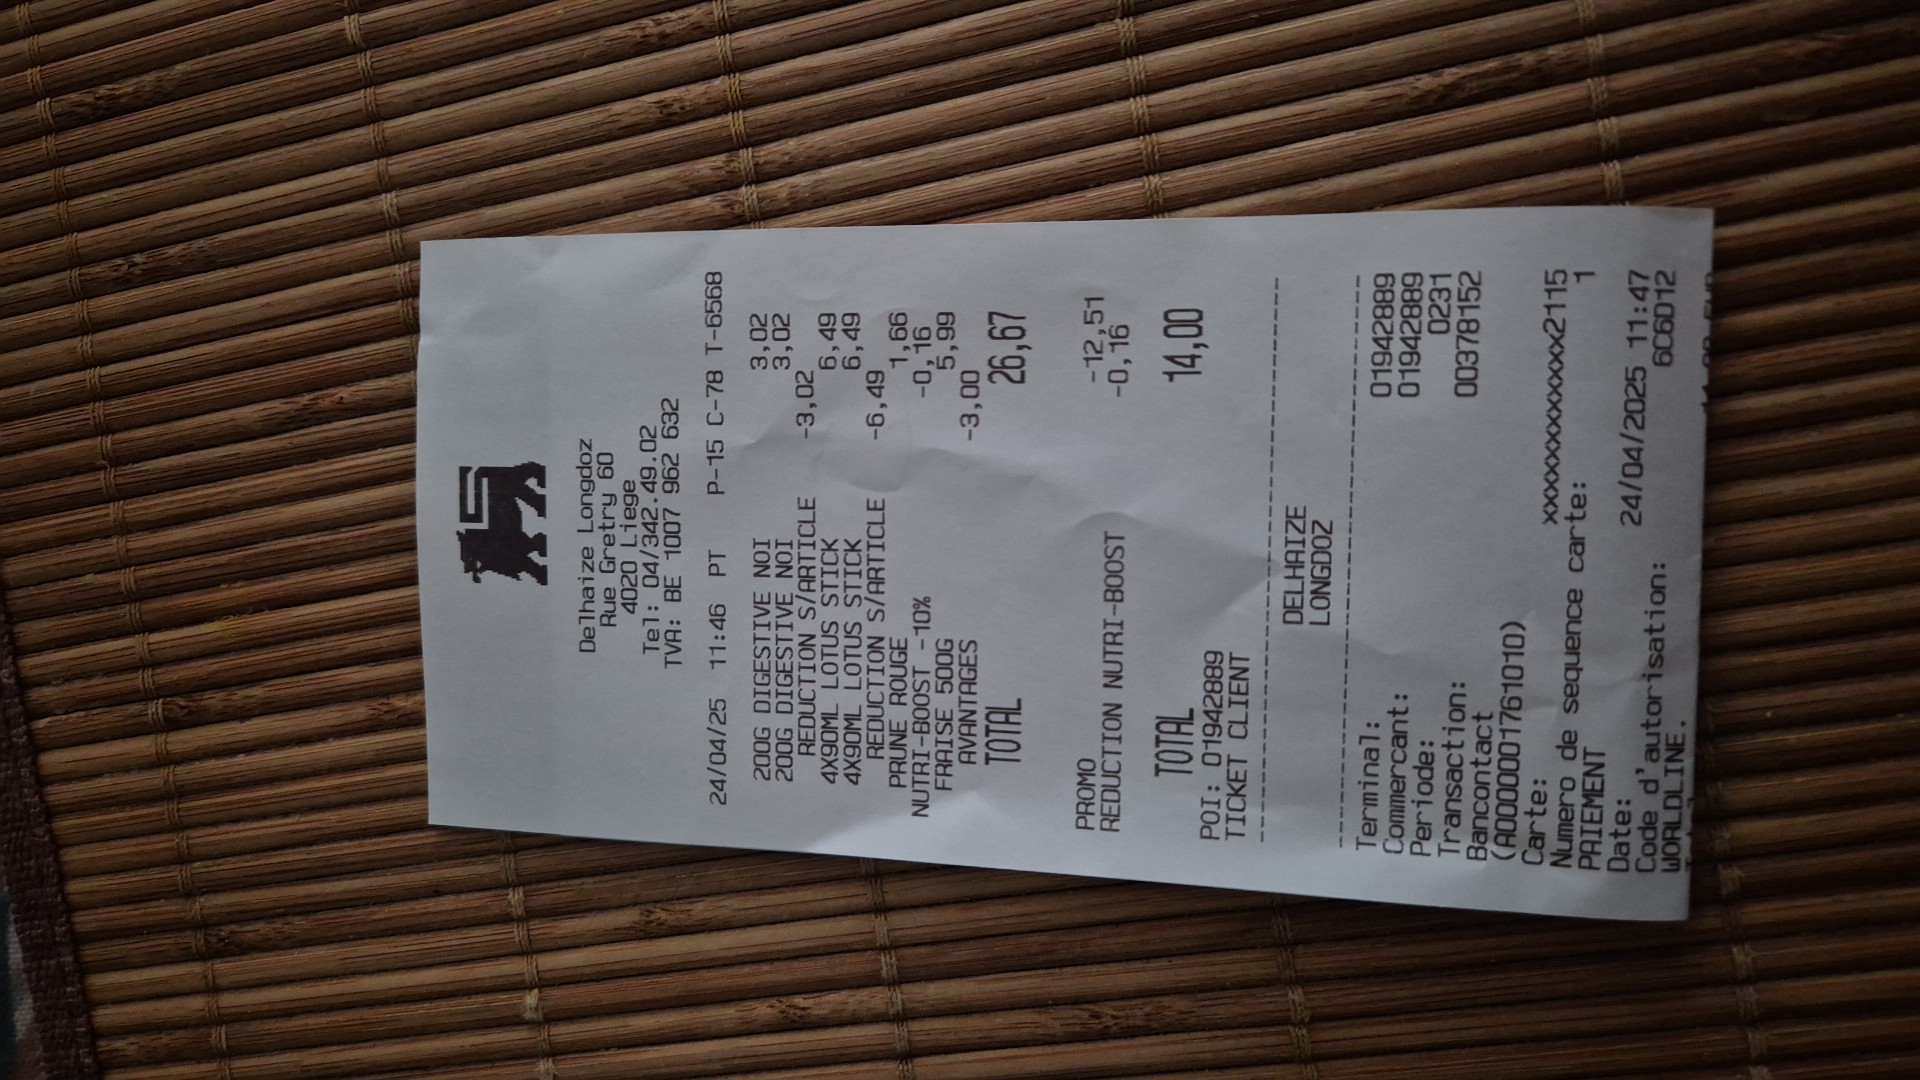 Delhaize Longdoz
Rue Gretry 60
4020 Liege
Tel: 04/342.49.02
TVA: BE 1007 962 632
24/04/25 11:46 PT P-15 C-78 T-6568
200G DIGESTIVE NOI 3,02
200G DIGESTIVE NOI 3,02
REDUCTION S/ARTICLE -3,02
4X90ML LOTUS STICK 6,49
4X90ML LOTUS STICK 6,49
REDUCTION S/ARTICLE -6,49
PRUNE ROUGE 1,66
NUTRI-BOOST -10% -0,16
FRAISE 500G 5,99
AVANTAGES -3,00
TOTAL 26,67
PROMO -12,51
REDUCTION NUTRI-BOOST -0,16
TOTAL 14,00
POI: 01942889
TICKET CLIENT
DELHAIZE
LONGDOZ
Terminal: 01942889
Commercant: 01942889
Periode: 0231
Transaction: 00378152
Bancontact
(A0000001761010)
Carte: xxxxxxxxxxxxx2115
Numero de sequence carte: 1
PAIEMENT
Date: 24/04/2025 11:47
Code d'autorisation: 6C6D12
WORLDLINE.